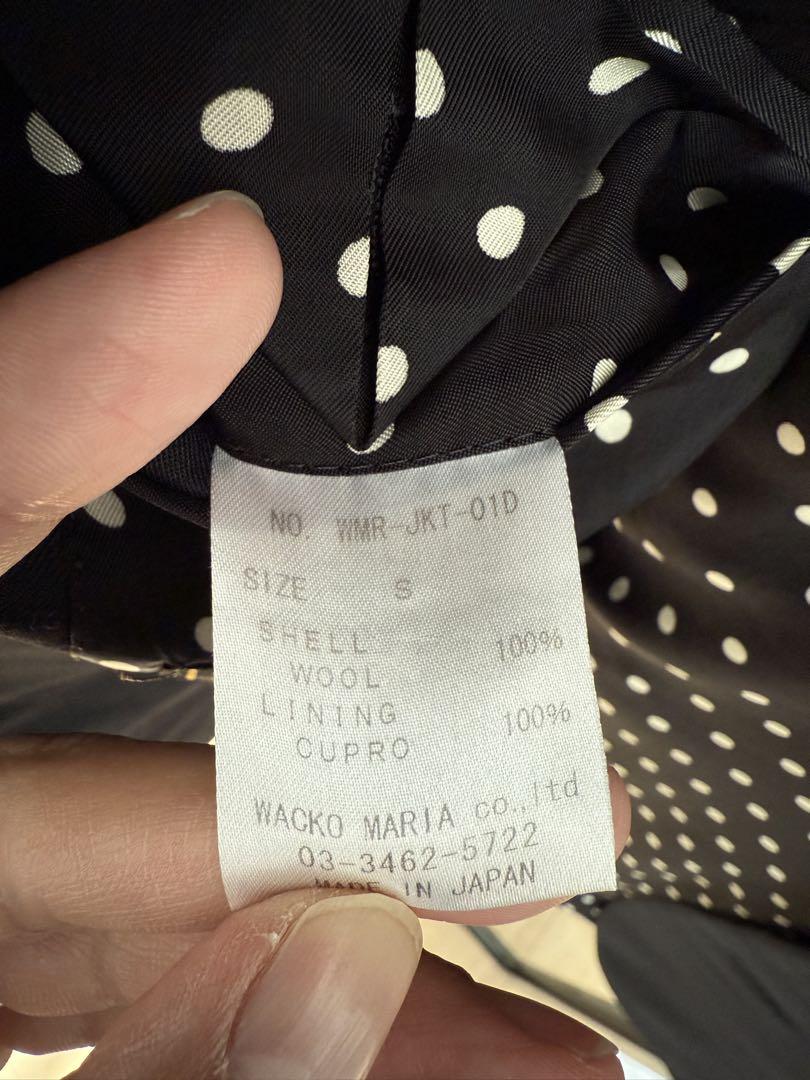 NO. WMR-JKT-01D
SIZE S
SHELL 100%
WOOL
LINING 100%
CUPRO
WACKO MARIA co.,ltd
03-3462-5722
MADE IN JAPAN